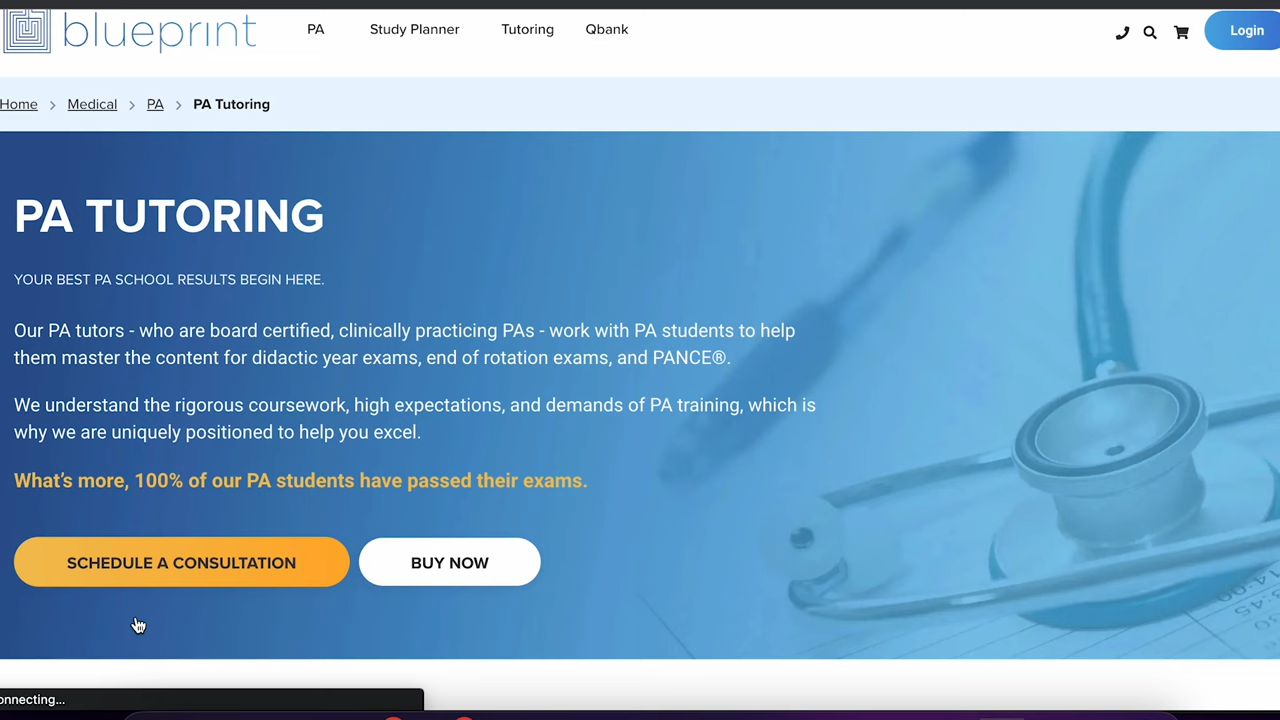 blueprint
PA Study Planner Tutoring Qbank
Login
Home > Medical > PA > PA Tutoring
PA TUTORING
YOUR BEST PA SCHOOL RESULTS BEGIN HERE.
Our PA tutors - who are board certified, clinically practicing PAs - work with PA students to help
them master the content for didactic year exams, end of rotation exams, and PANCE®.
We understand the rigorous coursework, high expectations, and demands of PA training, which is
why we are uniquely positioned to help you excel.
What's more, 100% of our PA students have passed their exams.
SCHEDULE A CONSULTATION BUY NOW
onnecting...